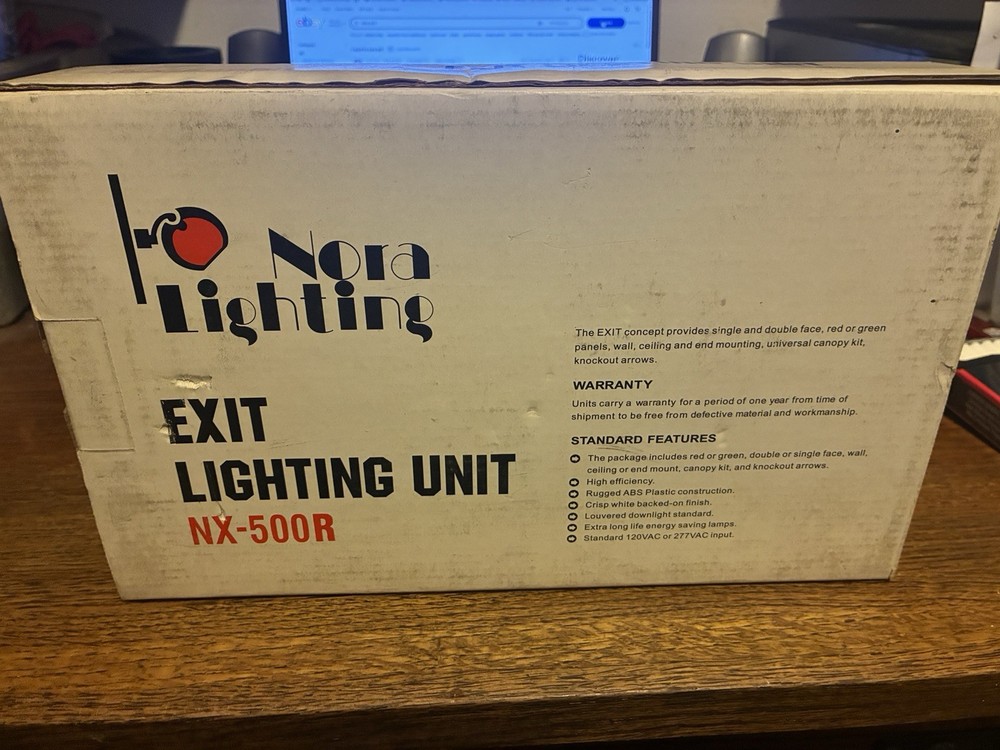 Nora
Lighting
EXIT
LIGHTING UNIT
NX-500R
The EXIT concept provides single and double face, red or green
panels, wall, ceiling and end mounting, universal canopy kit,
knockout arrows.
WARRANTY
Units carry a warranty for a period of one year from time of
shipment to be free from defective material and workmanship.
STANDARD FEATURES
The package includes red or green, double or single face, wall,
ceiling or end mount, canopy kit, and knockout arrows.
High efficiency.
Rugged ABS Plastic construction.
Crisp white backed-on finish.
Louvered downlight standard.
Extra long life energy saving lamps.
Standard 120VAC or 277VAC input.